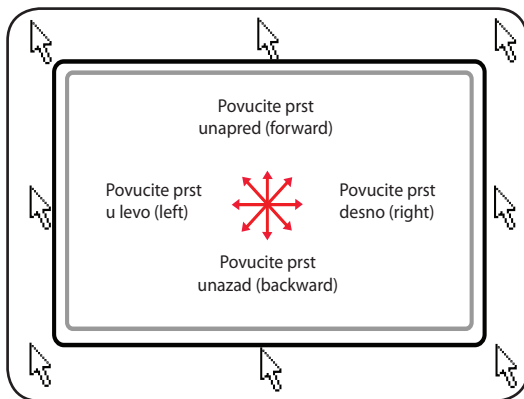 Povucite prst
unapred (forward)
Povucite prst
u levo (left)
Povucite prst
desno (right)
Povucite prst
unazad (backward)